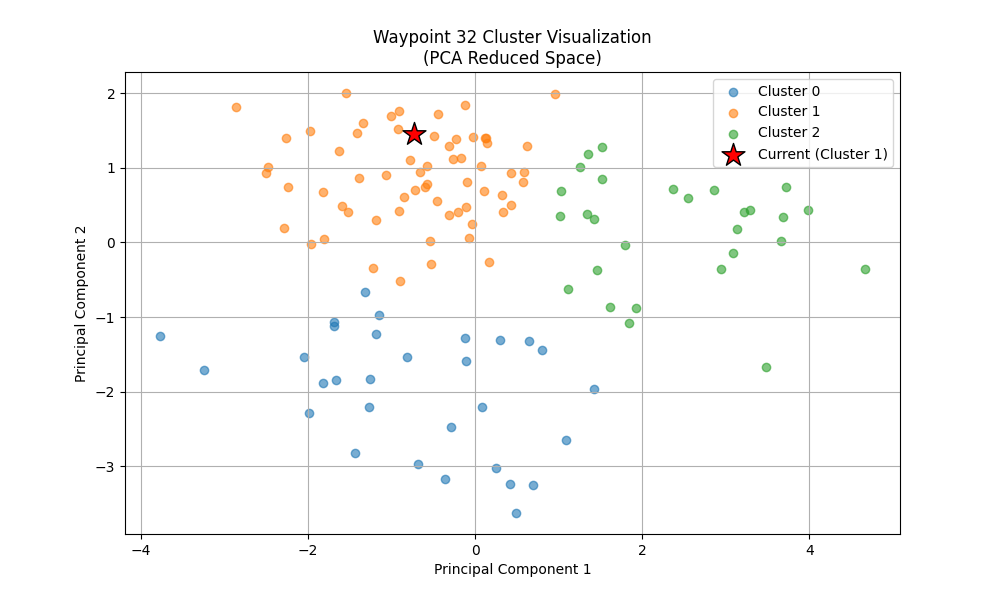 Waypoint 32 Cluster Visualization
(PCA Reduced Space)
Cluster 0
Cluster 1
Cluster 2
Current (Cluster 1)
Principal Component 2
2
1
0
−1
−2
−3
−4
−2
0
2
4
Principal Component 1